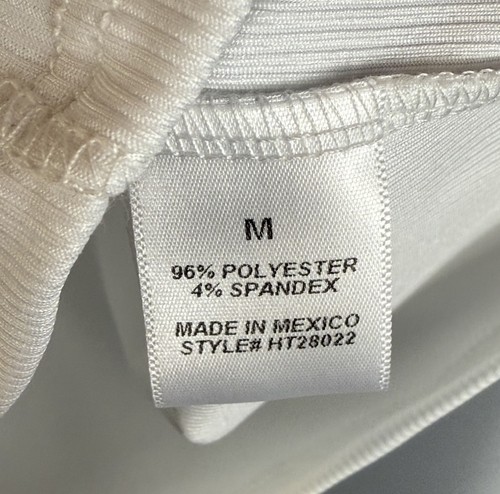 M
96% POLYESTER
4% SPANDEX
MADE IN MEXICO
STYLE# HT28022